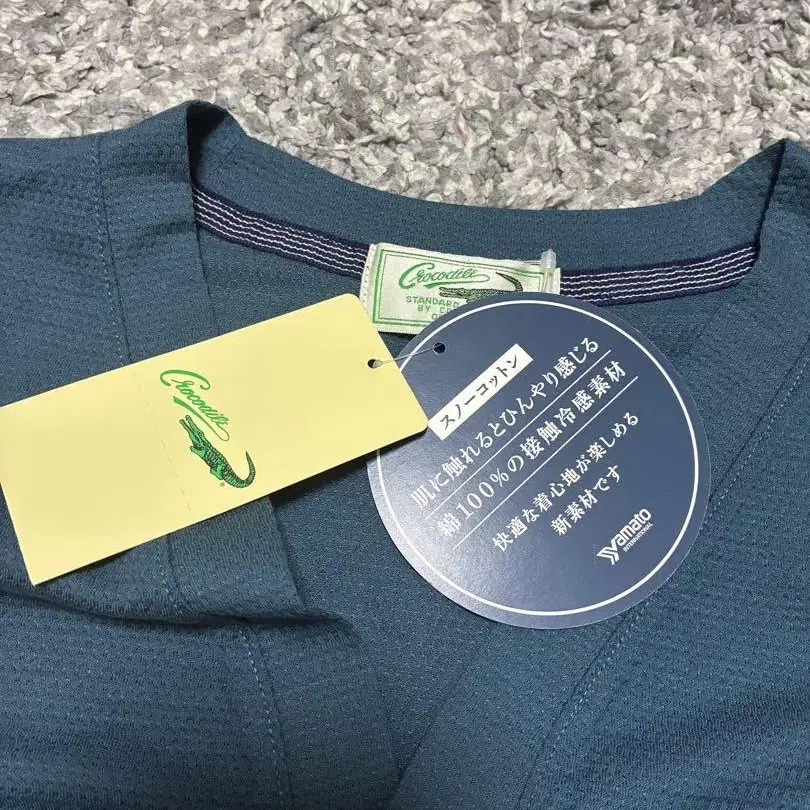 Crocodile
STANDARD
BY
Crocodile
スノーコットン
肌に触れるとひんやり感じる
綿100%の接触冷感素材
快適な着心地が楽しめる
新素材です
Yamato
INTERNATIONAL